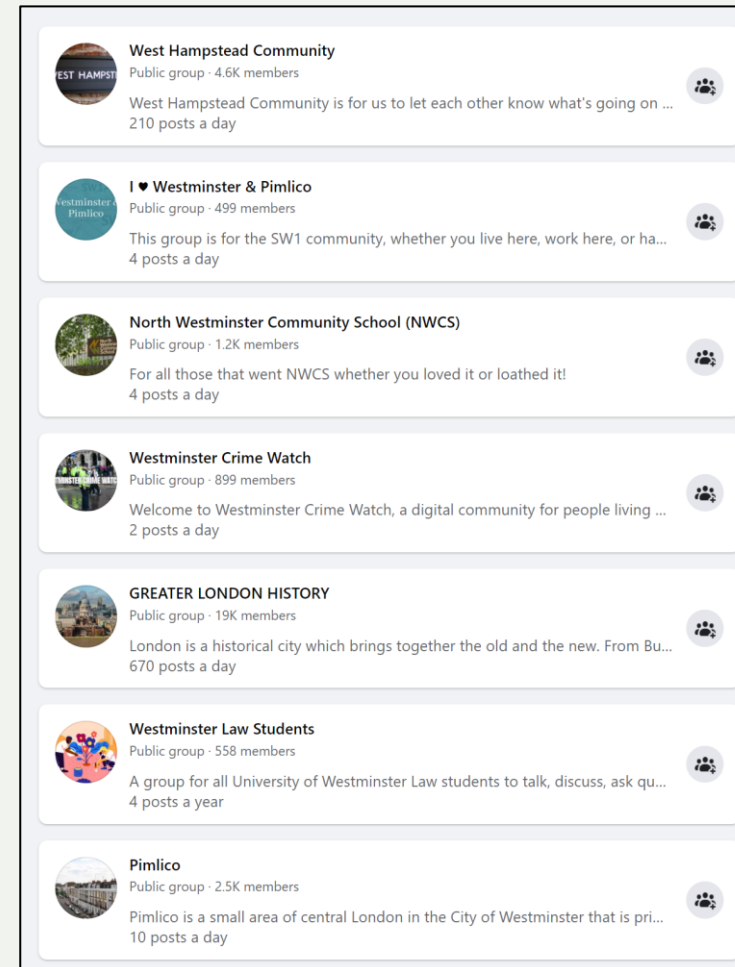 West Hampstead Community
Public group · 4.6K members
West Hampstead Community is for us to let each other know what's going on ...
210 posts a day
EST HAMPST
I ♥ Westminster & Pimlico
Public group · 499 members
This group is for the SW1 community, whether you live here, work here, or ha...
4 posts a day
Westminster &
Pimlico
North Westminster Community School (NWCS)
Public group · 1.2K members
For all those that went NWCS whether you loved it or loathed it!
4 posts a day
Westminster Crime Watch
Public group · 899 members
Welcome to Westminster Crime Watch, a digital community for people living ...
2 posts a day
GREATER LONDON HISTORY
Public group · 19K members
London is a historical city which brings together the old and the new. From Bu...
670 posts a day
Westminster Law Students
Public group · 558 members
A group for all University of Westminster Law students to talk, discuss, ask qu...
4 posts a year
Pimlico
Public group · 2.5K members
Pimlico is a small area of central London in the City of Westminster that is pri...
10 posts a day